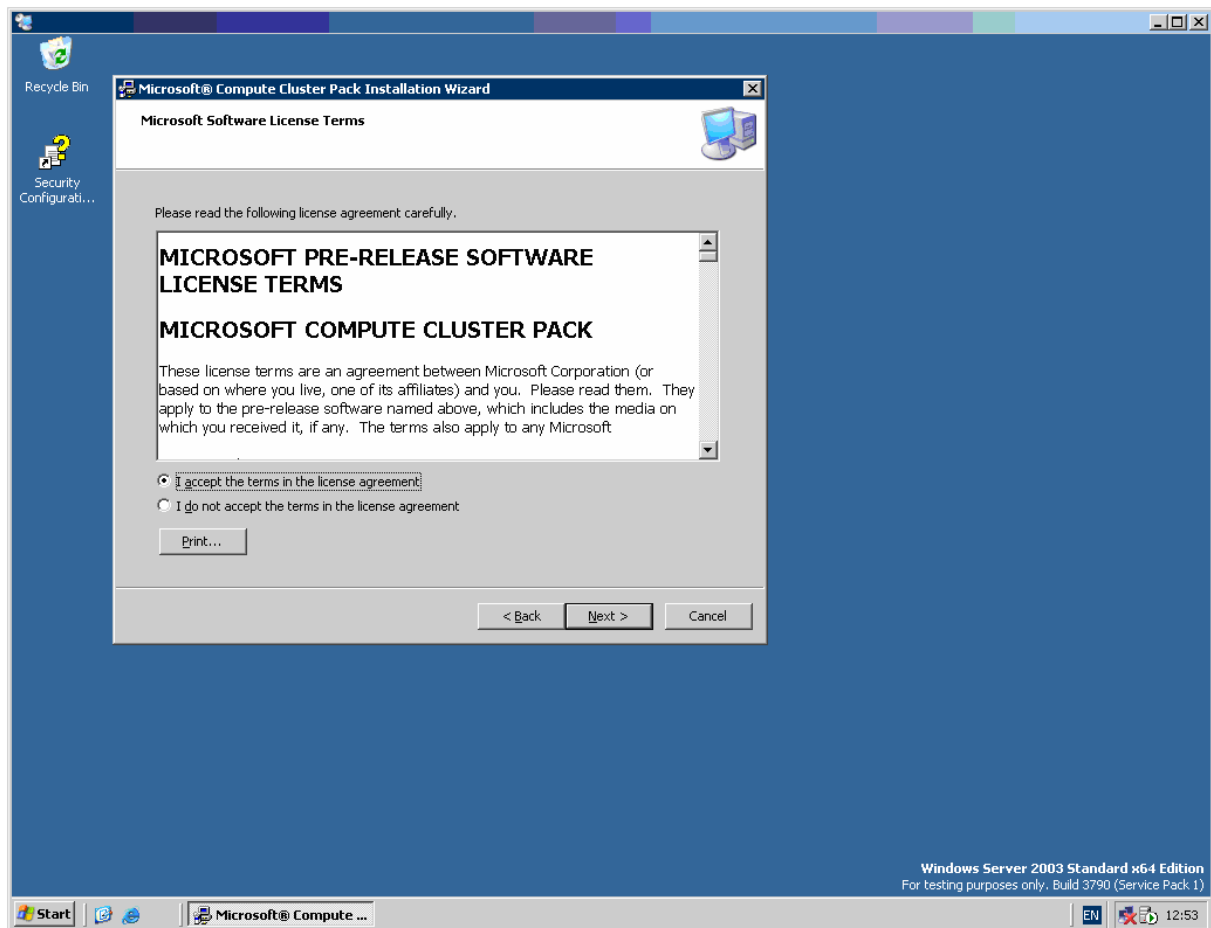 Recycle Bin
Security
Configurati...
Microsoft® Compute Cluster Pack Installation Wizard
Microsoft Software License Terms
Please read the following license agreement carefully.
MICROSOFT PRE-RELEASE SOFTWARE
LICENSE TERMS
MICROSOFT COMPUTE CLUSTER PACK
These license terms are an agreement between Microsoft Corporation (or
based on where you live, one of its affiliates) and you.  Please read them.  They
apply to the pre-release software named above, which includes the media on
which you received it, if any.  The terms also apply to any Microsoft
I accept the terms in the license agreement
I do not accept the terms in the license agreement
Print...
< Back
Next >
Cancel
Windows Server 2003 Standard x64 Edition
For testing purposes only. Build 3790 (Service Pack 1)
Start
Microsoft® Compute ...
EN
12:53